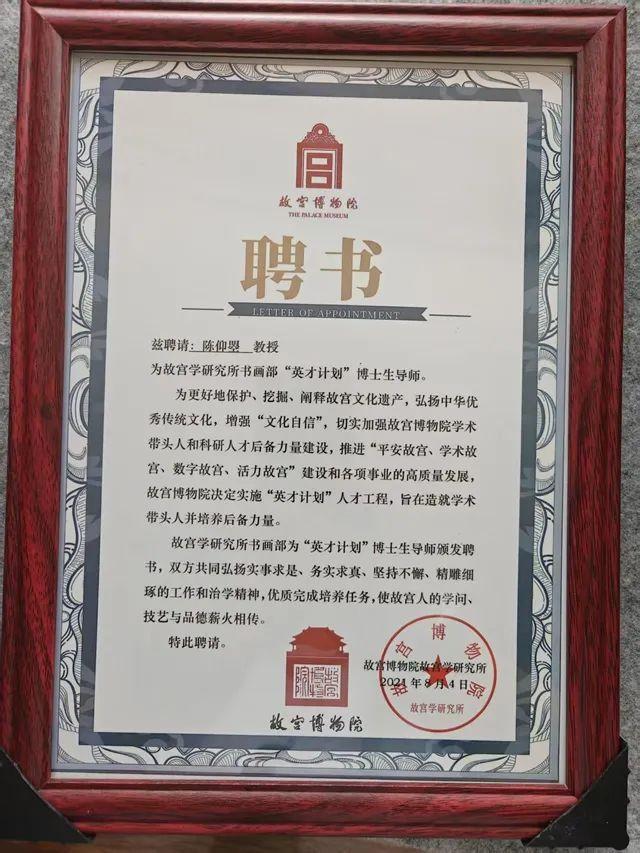 故宫博物院
THE PALACE MUSEUM
聘书
LETTER OF APPOINTMENT
兹聘请：陈仰曌 教授
为故宫学研究所书画部“英才计划”博士生导师。
为更好地保护、挖掘、阐释故宫文化遗产，弘扬中华优
秀传统文化，增强“文化自信”，切实加强故宫博物院学术
带头人和科研人才后备力量建设，推进“平安故宫、学术故
宫、数字故宫、活力故宫”建设和各项事业的高质量发展，
故宫博物院决定实施“英才计划”人才工程，旨在造就学术
带头人并培养后备力量。
故宫学研究所书画部为“英才计划”博士生导师颁发聘
书，双方共同弘扬实事求是、务实求真、坚持不懈、精雕细
琢的工作和治学精神，优质完成培养任务，使故宫人的学问、
技艺与品德薪火相传。
特此聘请。
故宫博物院故宫学研究所
2021 年 8 月 4 日
故宫博物院
故宫学研究所
故宫博物院
故宫博物院